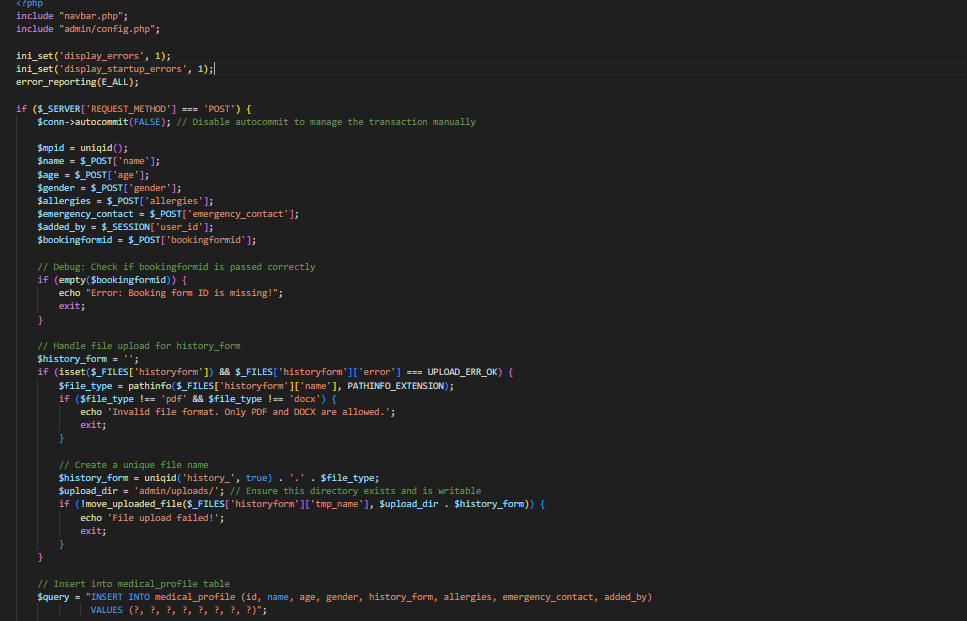 <?php
include "navbar.php";
include "admin/config.php";
ini_set('display_errors', 1);
ini_set('display_startup_errors', 1);
error_reporting(E_ALL);
if ($_SERVER['REQUEST_METHOD'] === 'POST') {
$conn->autocommit(FALSE); // Disable autocommit to manage the transaction manually
$mpid = uniqid();
$name = $_POST['name'];
$age = $_POST['age'];
$gender = $_POST['gender'];
$allergies = $_POST['allergies'];
$emergency_contact = $_POST['emergency_contact'];
$added_by = $_SESSION['user_id'];
$bookingformid = $_POST['bookingformid'];
// Debug: Check if bookingformid is passed correctly
if (empty($bookingformid)) {
echo "Error: Booking form ID is missing!";
exit;
}
// Handle file upload for history_form
$history_form = '';
if (isset($_FILES['historyform']) && $_FILES['historyform']['error'] === UPLOAD_ERR_OK) {
$file_type = pathinfo($_FILES['historyform']['name'], PATHINFO_EXTENSION);
if ($file_type !== 'pdf' && $file_type !== 'docx') {
echo 'Invalid file format. Only PDF and DOCX are allowed.';
exit;
}
// Create a unique file name
$history_form = uniqid('history_', true) . '.' . $file_type;
$upload_dir = 'admin/uploads/'; // Ensure this directory exists and is writable
if (!move_uploaded_file($_FILES['historyform']['tmp_name'], $upload_dir . $history_form)) {
echo 'File upload failed!';
exit;
}
}
// Insert into medical_profile table
$query = "INSERT INTO medical_profile (id, name, age, gender, history_form, allergies, emergency_contact, added_by)
VALUES (?, ?, ?, ?, ?, ?, ?, ?)";